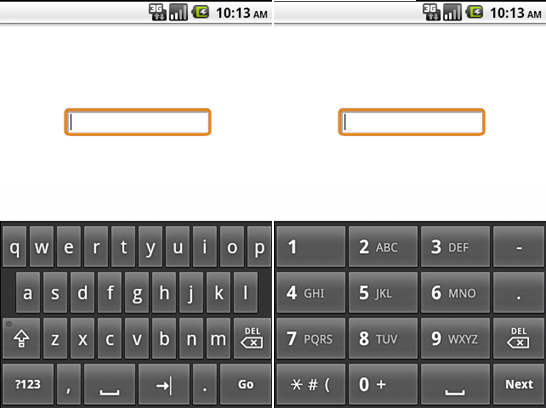 3G 10:13 AM
q w e r t y u i o p
a s d f g h j k l
z x c v b n m DEL
?123 , . Go
3G 10:13 AM
1 2 ABC 3 DEF -
4 GHI 5 JKL 6 MNO .
7 PQRS 8 TUV 9 WXYZ DEL
* # ( 0 + Next